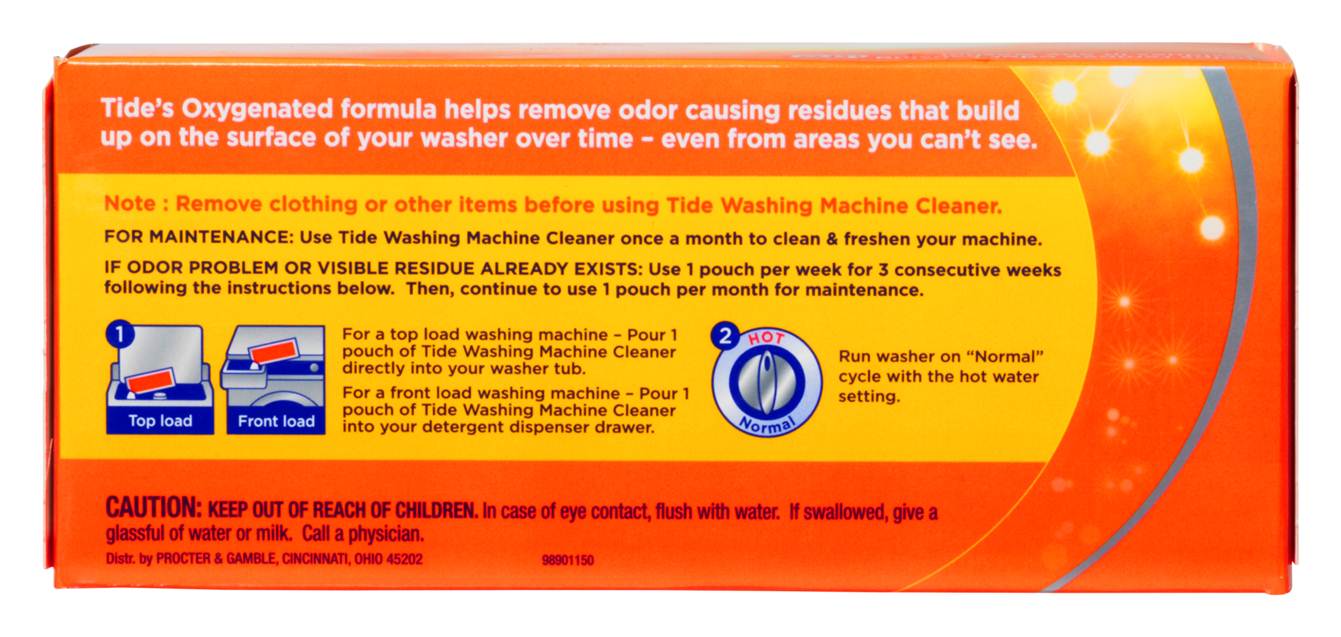 Tide's Oxygenated formula helps remove odor causing residues that build
up on the surface of your washer over time – even from areas you can't see.
Note : Remove clothing or other items before using Tide Washing Machine Cleaner.
FOR MAINTENANCE: Use Tide Washing Machine Cleaner once a month to clean & freshen your machine.
IF ODOR PROBLEM OR VISIBLE RESIDUE ALREADY EXISTS: Use 1 pouch per week for 3 consecutive weeks
following the instructions below. Then, continue to use 1 pouch per month for maintenance.
1
Top load
Front load
For a top load washing machine – Pour 1
pouch of Tide Washing Machine Cleaner
directly into your washer tub.
For a front load washing machine – Pour 1
pouch of Tide Washing Machine Cleaner
into your detergent dispenser drawer.
2
HOT
Normal
Run washer on "Normal"
cycle with the hot water
setting.
CAUTION: KEEP OUT OF REACH OF CHILDREN. In case of eye contact, flush with water. If swallowed, give a
glassful of water or milk. Call a physician.
Distr. by PROCTER & GAMBLE, CINCINNATI, OHIO 45202
98901150